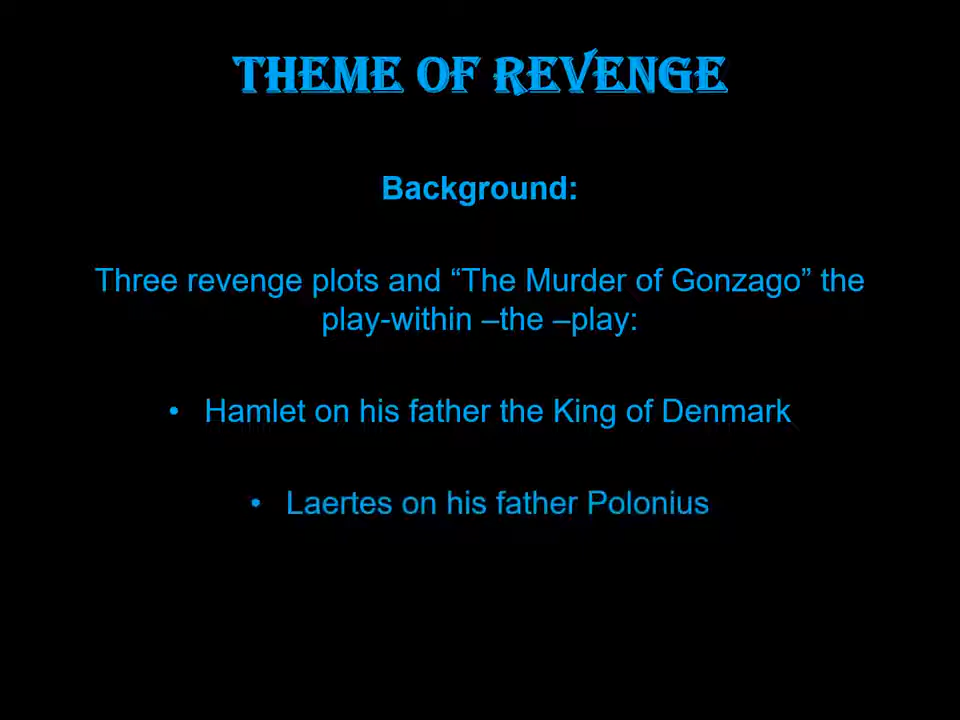 THEME OF REVENGE
Background:
Three revenge plots and “The Murder of Gonzago” the
play-within –the –play:
• Hamlet on his father the King of Denmark
• Laertes on his father Polonius